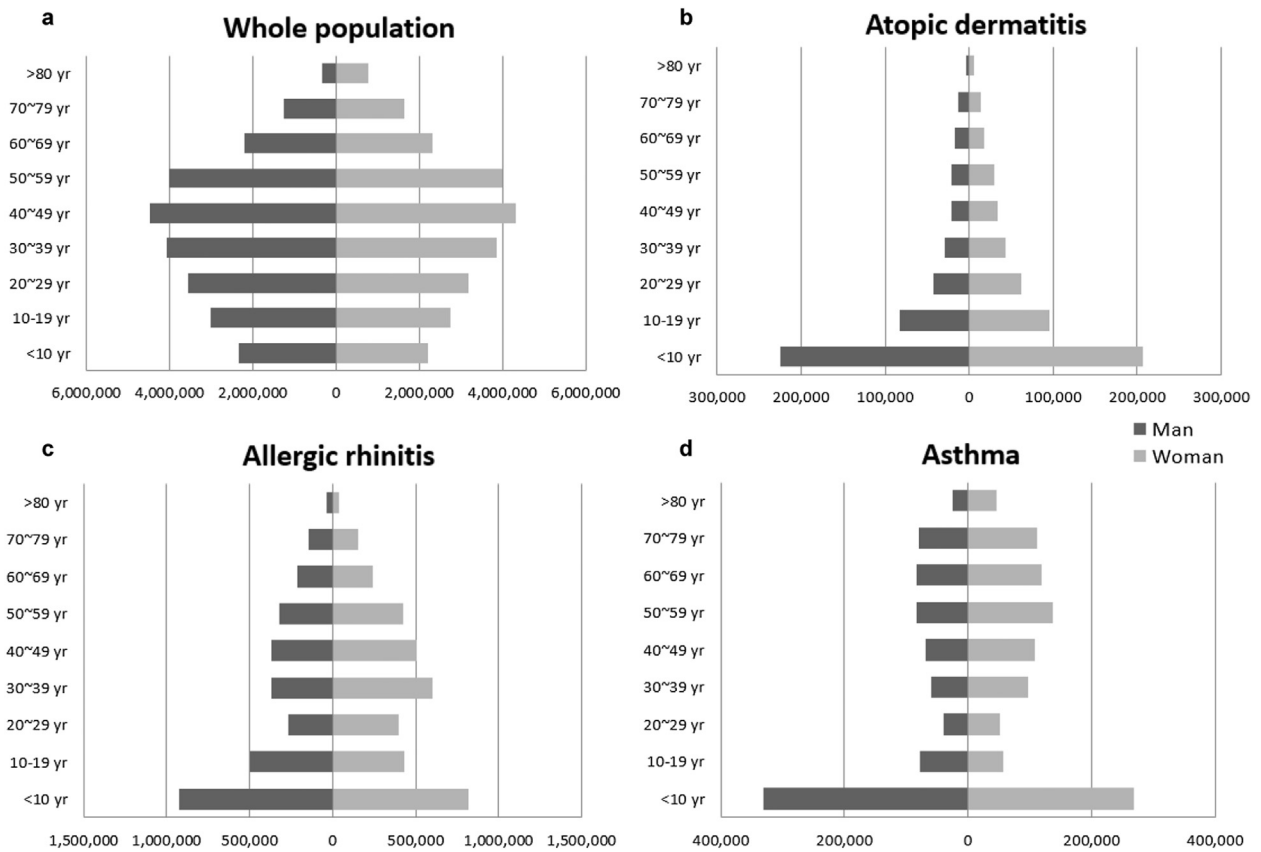 a
Whole population
>80 yr
70~79 yr
60~69 yr
50~59 yr
40~49 yr
30~39 yr
20~29 yr
10-19 yr
<10 yr
6,000,000 4,000,000 2,000,000 0 2,000,000 4,000,000 6,000,000
b
Atopic dermatitis
>80 yr
70~79 yr
60~69 yr
50~59 yr
40~49 yr
30~39 yr
20~29 yr
10-19 yr
<10 yr
300,000 200,000 100,000 0 100,000 200,000 300,000
Man
Woman
c
Allergic rhinitis
>80 yr
70~79 yr
60~69 yr
50~59 yr
40~49 yr
30~39 yr
20~29 yr
10-19 yr
<10 yr
1,500,000 1,000,000 500,000 0 500,000 1,000,000 1,500,000
d
Asthma
>80 yr
70~79 yr
60~69 yr
50~59 yr
40~49 yr
30~39 yr
20~29 yr
10-19 yr
<10 yr
400,000 200,000 0 200,000 400,000